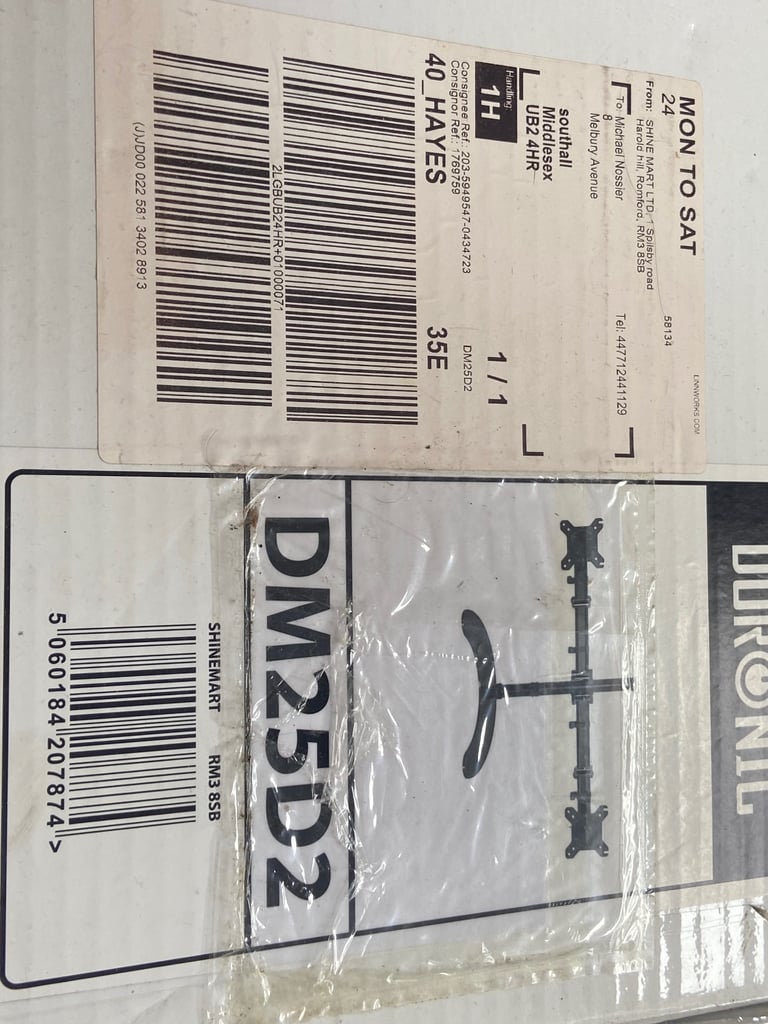 LINNWORKS.COM
MON TO SAT
24
58134
From: SHINE MART LTD, 1 Spilsby road
Harold hill, Romford, RM3 8SB
To: Michael Nossier
Tel: 447712441129
8
Melbury Avenue
southall
Middlesex
UB2 4HR
Handling:
1H
1 / 1
Consignee Ref.: 203-5949547-0434723
DM25D2
Consignor Ref.: 1769759
40_HAYES
35E
2LGBUB24HR+01000071
(J)JD00 022 581 3402 8913
DURONIC
DM25D2
SHINEMART RM3 8SB
5 060184 207874 >